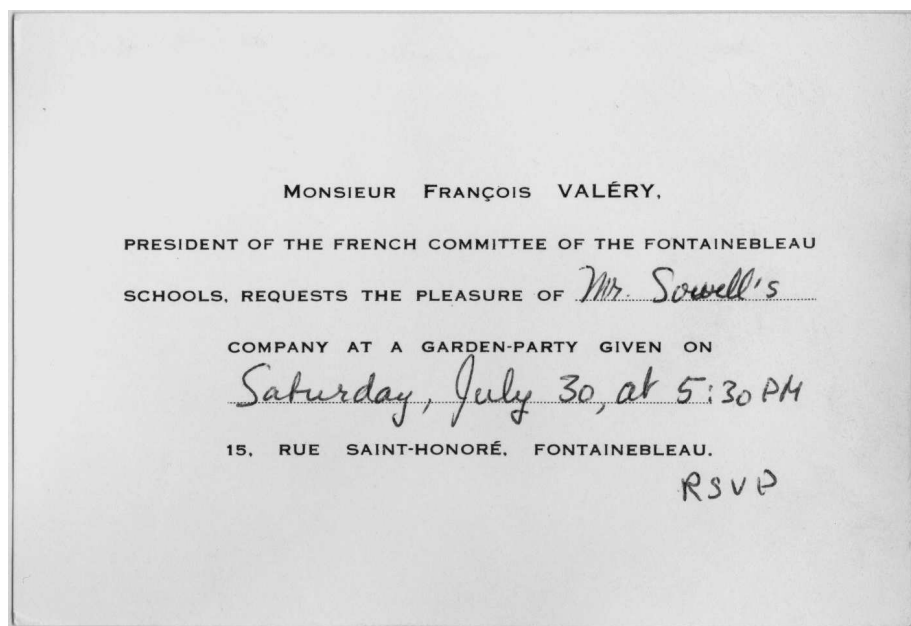 MONSIEUR FRANÇOIS VALÉRY,
PRESIDENT OF THE FRENCH COMMITTEE OF THE FONTAINEBLEAU
SCHOOLS, REQUESTS THE PLEASURE OF Mr. Sowell's
COMPANY AT A GARDEN-PARTY GIVEN ON
Saturday, July 30, at 5:30 PM
15, RUE SAINT-HONORÉ, FONTAINEBLEAU.
RSVP